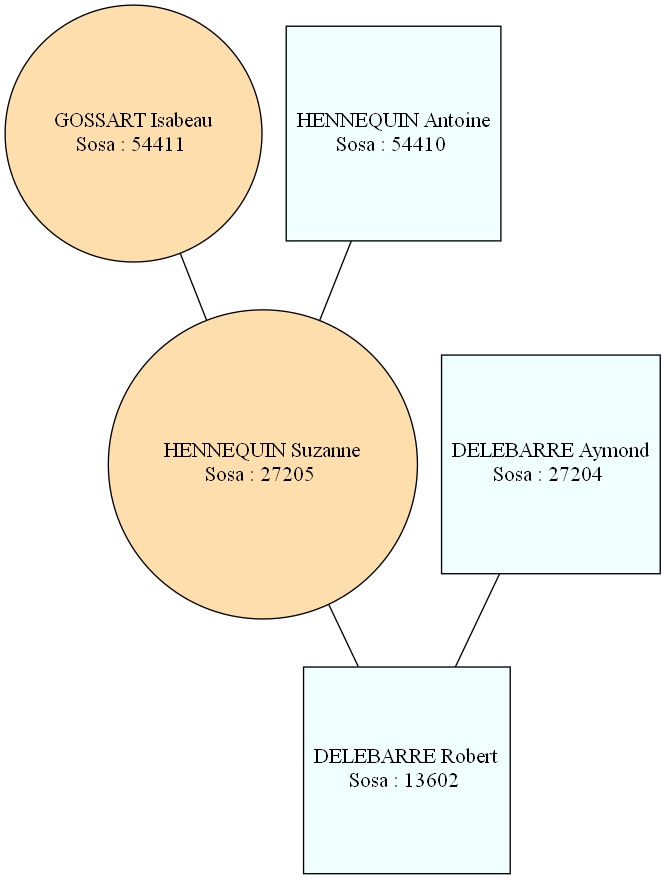 GOSSART Isabeau
Sosa : 54411
HENNEQUIN Antoine
Sosa : 54410
HENNEQUIN Suzanne
Sosa : 27205
DELEBARRE Aymond
Sosa : 27204
DELEBARRE Robert
Sosa : 13602